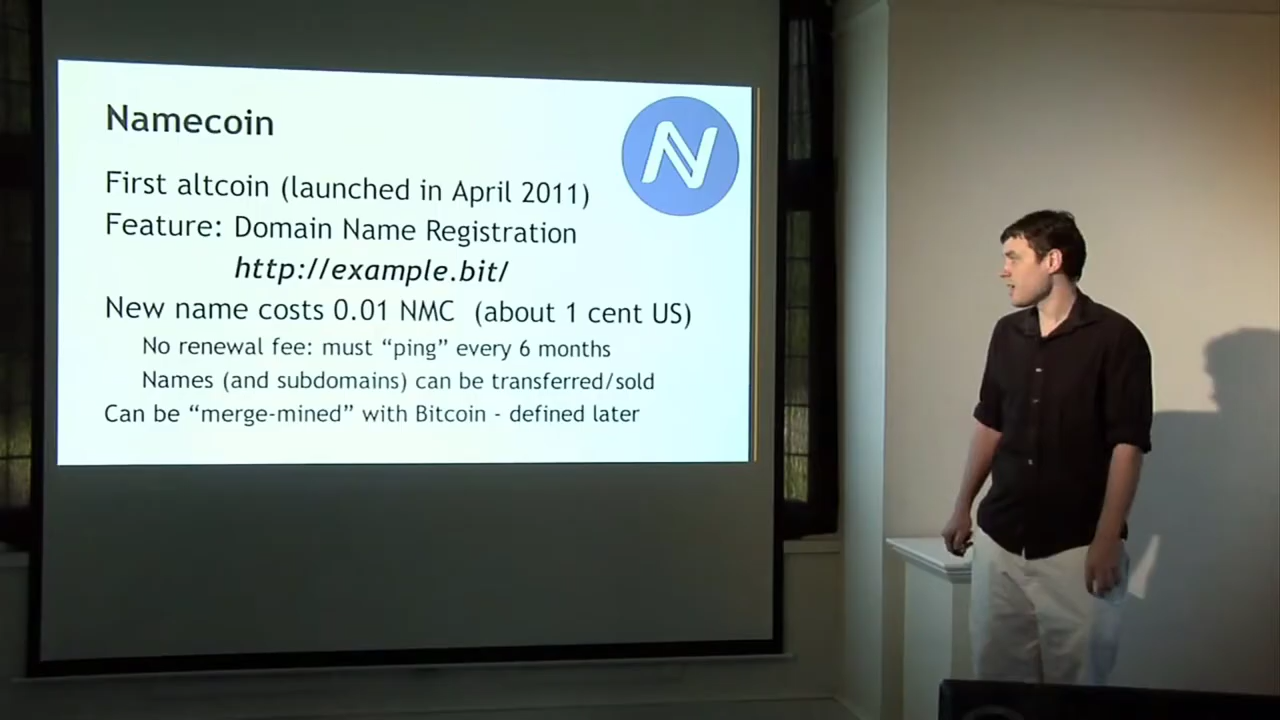 Namecoin
First altcoin (launched in April 2011)
Feature: Domain Name Registration
http://example.bit/
New name costs 0.01 NMC (about 1 cent US)
No renewal fee: must “ping” every 6 months
Names (and subdomains) can be transferred/sold
Can be “merge-mined” with Bitcoin - defined later